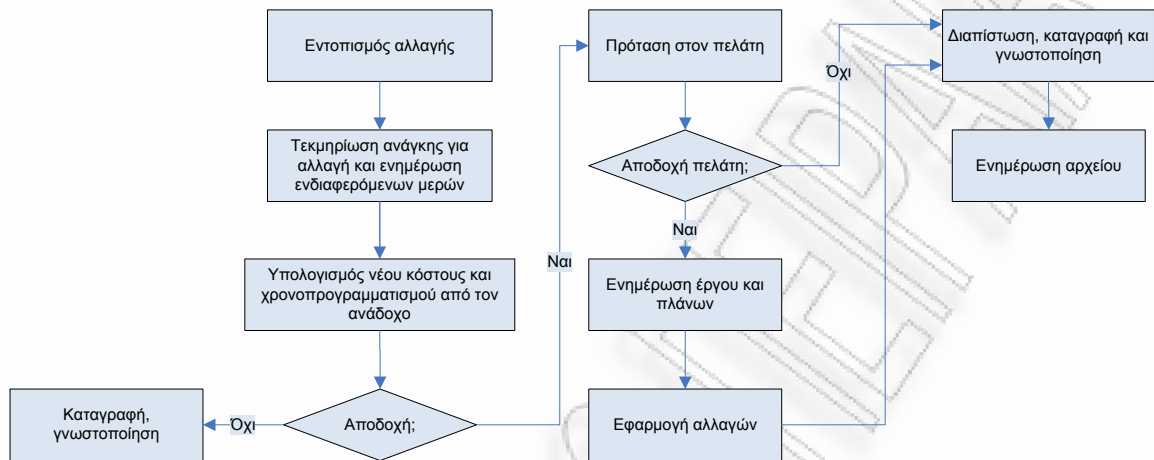 Εντοπισμός αλλαγής
Τεκμηρίωση ανάγκης για
αλλαγή και ενημέρωση
ενδιαφερόμενων μερών
Υπολογισμός νέου κόστους και
χρονοπρογραμματισμού από τον
ανάδοχο
Αποδοχή;
Όχι
Καταγραφή,
γνωστοποίηση
Ναι
Πρόταση στον πελάτη
Αποδοχή πελάτη;
Όχι
Ναι
Ενημέρωση έργου και
πλάνων
Εφαρμογή αλλαγών
Διαπίστωση, καταγραφή και
γνωστοποίηση
Ενημέρωση αρχείου